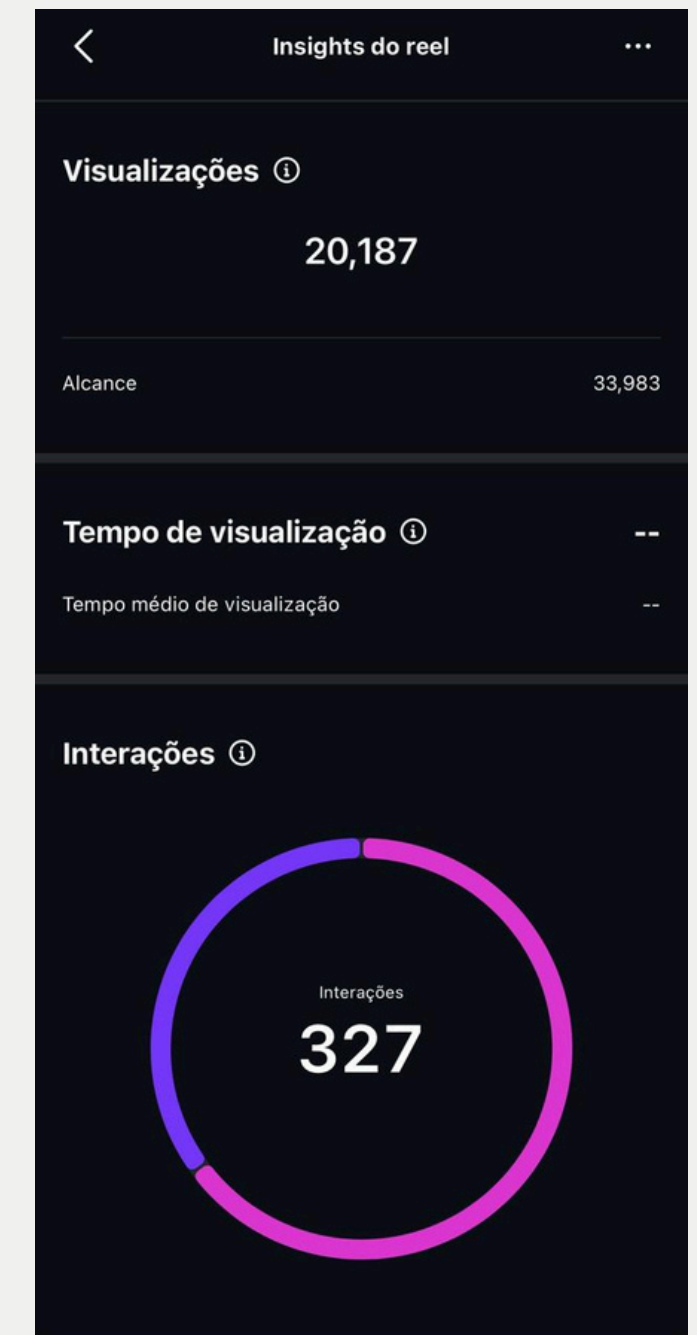 Insights do reel
Visualizações
20,187
Alcance 33,983
Tempo de visualização --
Tempo médio de visualização --
Interações
Interações
327